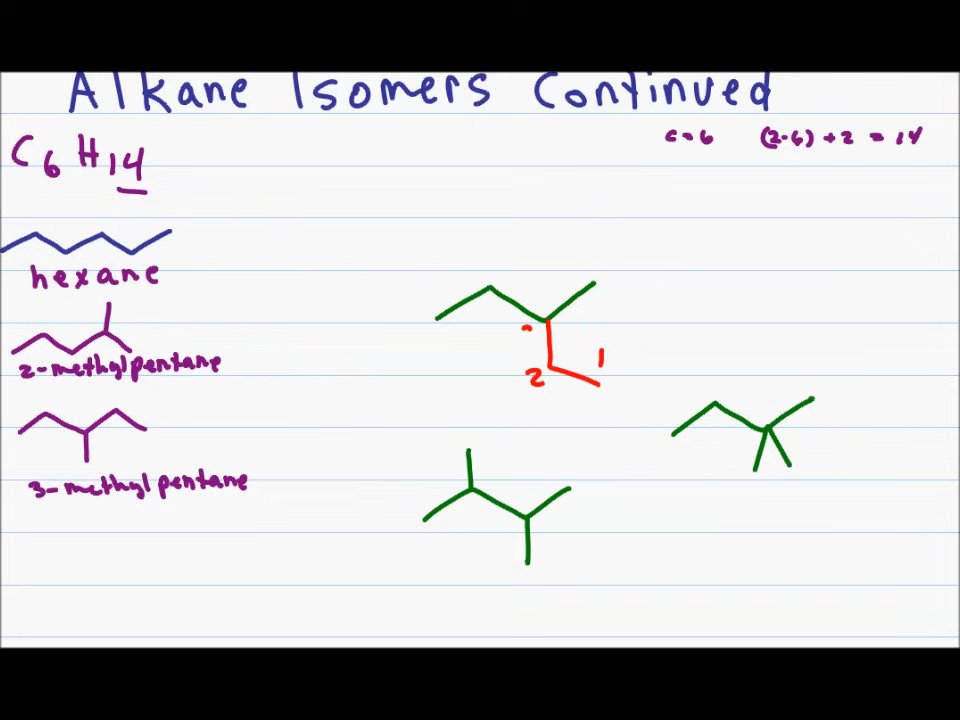 Alkane Isomers Continued
c=6 (2·6)+2 = 14
C6H14
hexane
2-methylpentane
3-methylpentane
1
2